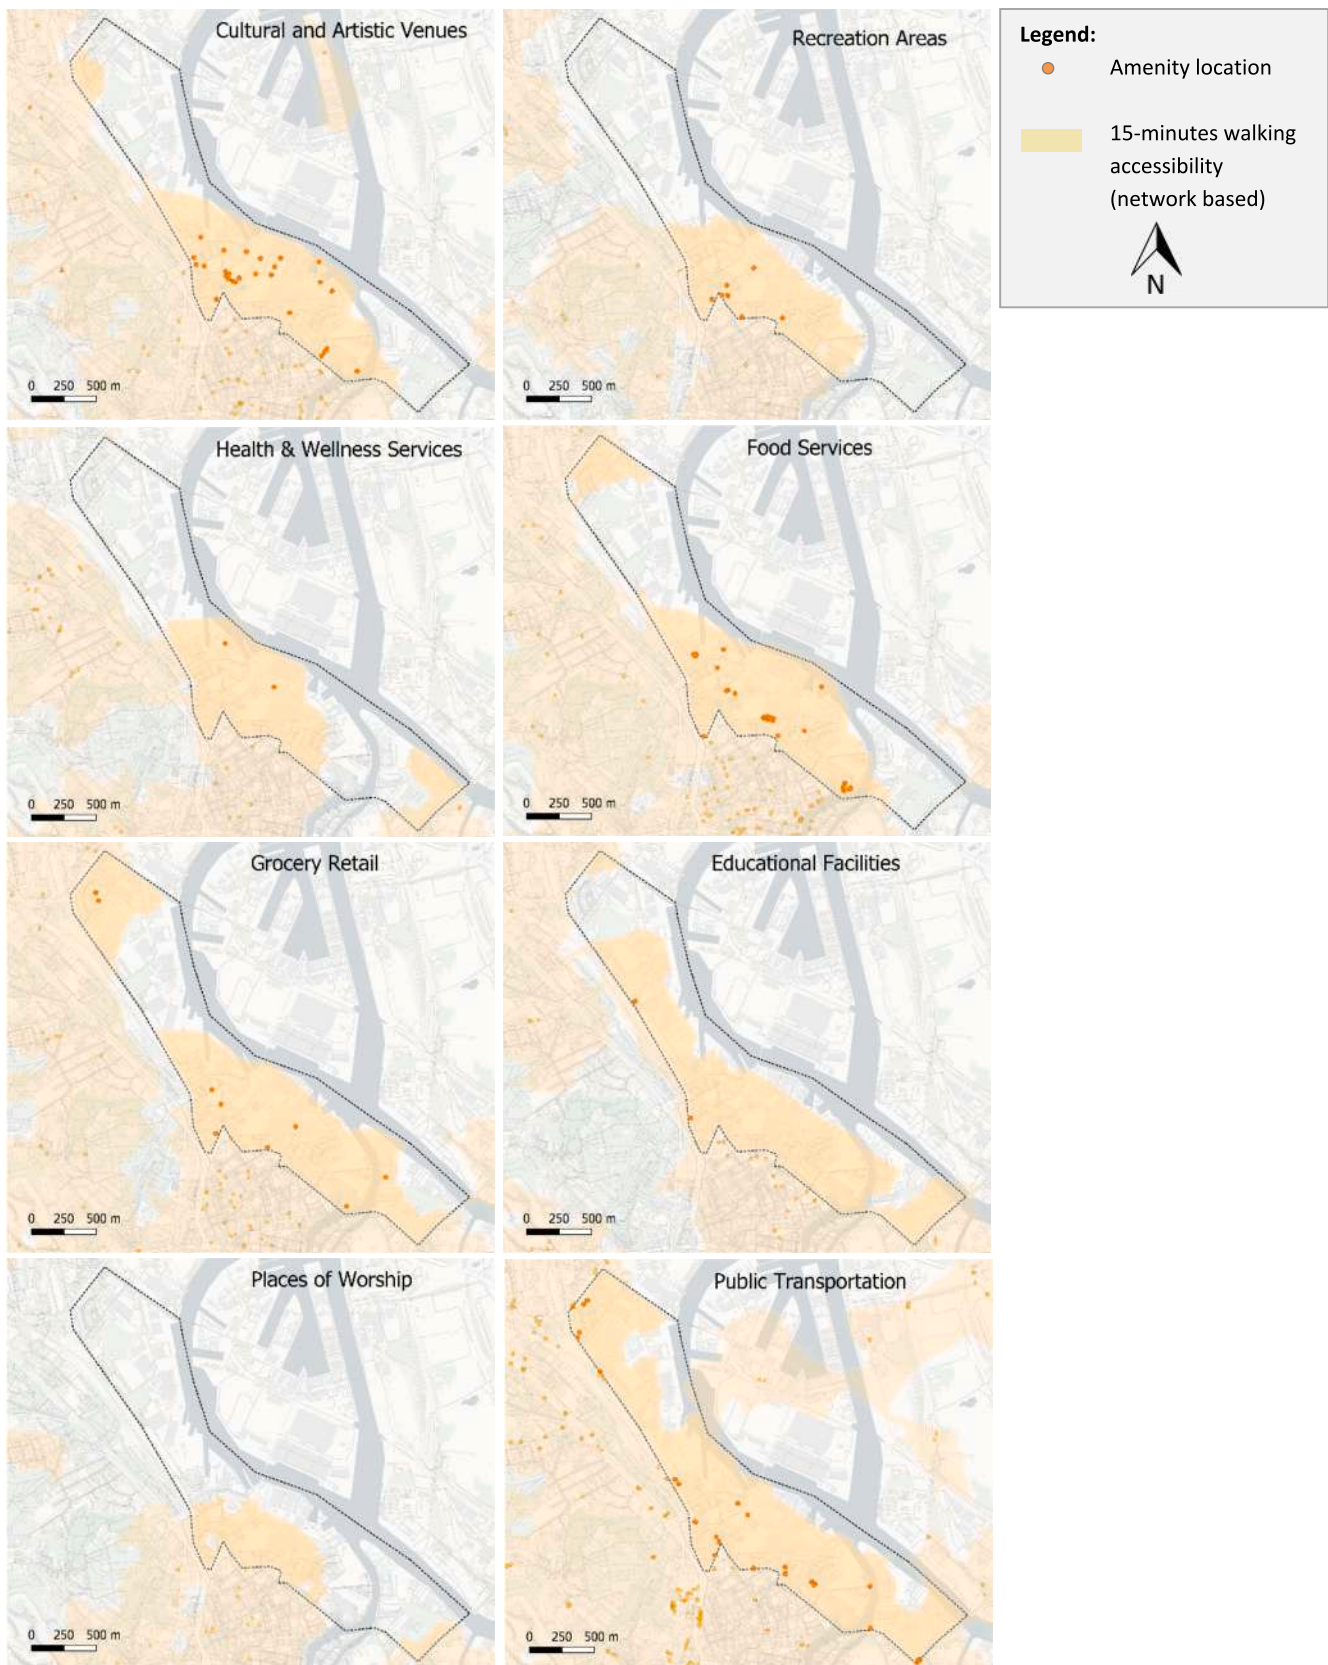 Cultural and Artistic Venues
0 250 500 m
Recreation Areas
0 250 500 m
Legend:
Amenity location
15-minutes walking
accessibility
(network based)
N
Health & Wellness Services
0 250 500 m
Food Services
0 250 500 m
Grocery Retail
0 250 500 m
Educational Facilities
0 250 500 m
Places of Worship
0 250 500 m
Public Transportation
0 250 500 m